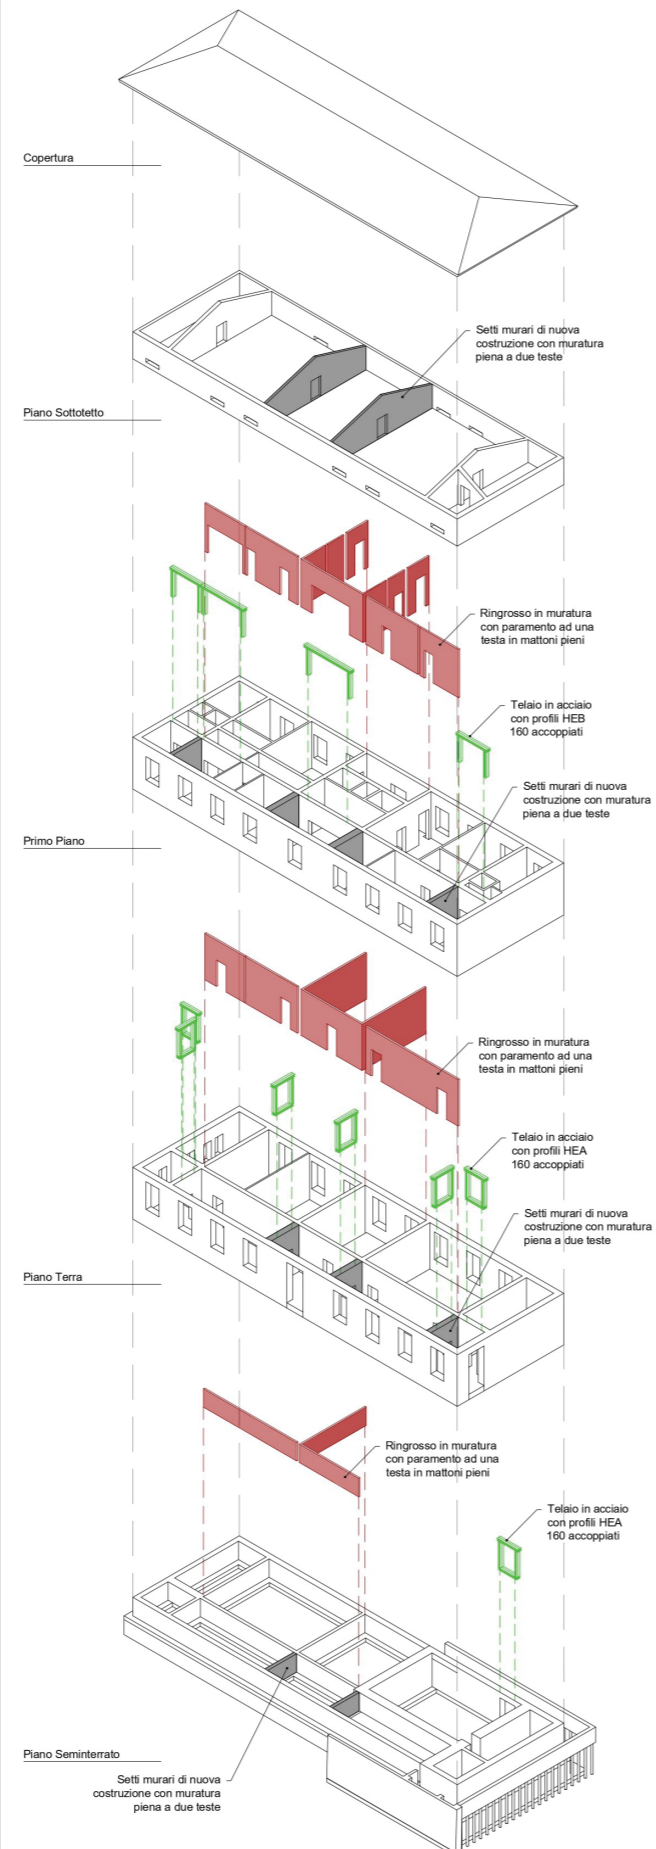 Copertura
Setti murari di nuova
costruzione con muratura
piena a due teste
Piano Sottotetto
Ringrosso in muratura
con paramento ad una
testa in mattoni pieni
Telaio in acciaio
con profili HEB
160 accoppiati
Setti murari di nuova
costruzione con muratura
piena a due teste
Primo Piano
Ringrosso in muratura
con paramento ad una
testa in mattoni pieni
Telaio in acciaio
con profili HEA
160 accoppiati
Setti murari di nuova
costruzione con muratura
piena a due teste
Piano Terra
Ringrosso in muratura
con paramento ad una
testa in mattoni pieni
Telaio in acciaio
con profili HEA
160 accoppiati
Piano Seminterrato
Setti murari di nuova
costruzione con muratura
piena a due teste